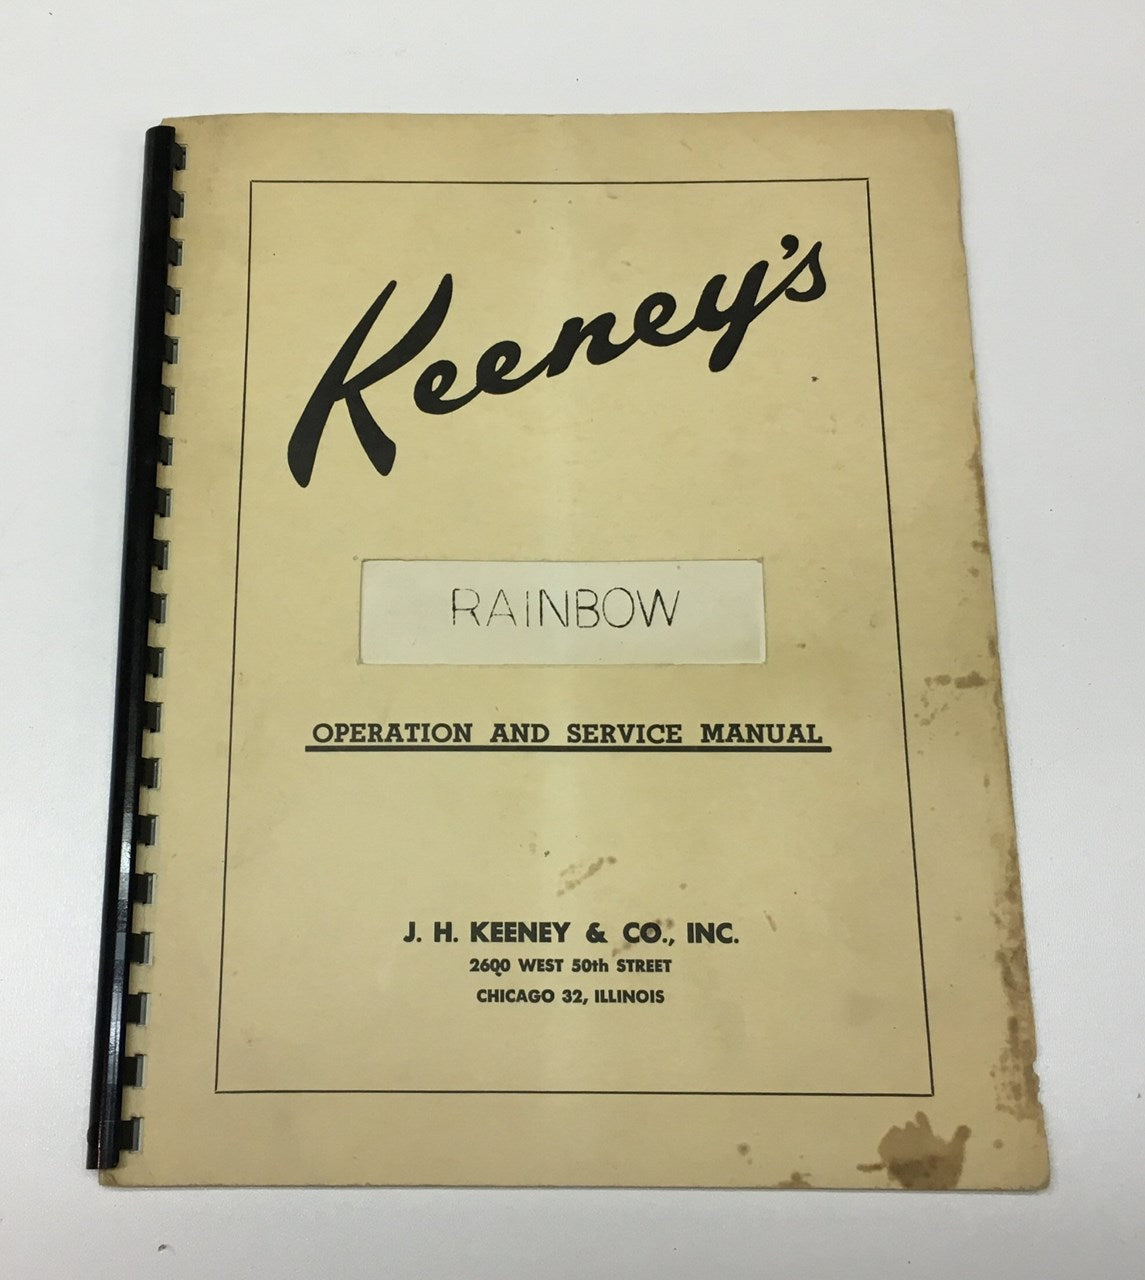 Keeney's
RAINBOW
OPERATION AND SERVICE MANUAL
J. H. KEENEY & CO., INC.
2600 WEST 50th STREET
CHICAGO 32, ILLINOIS